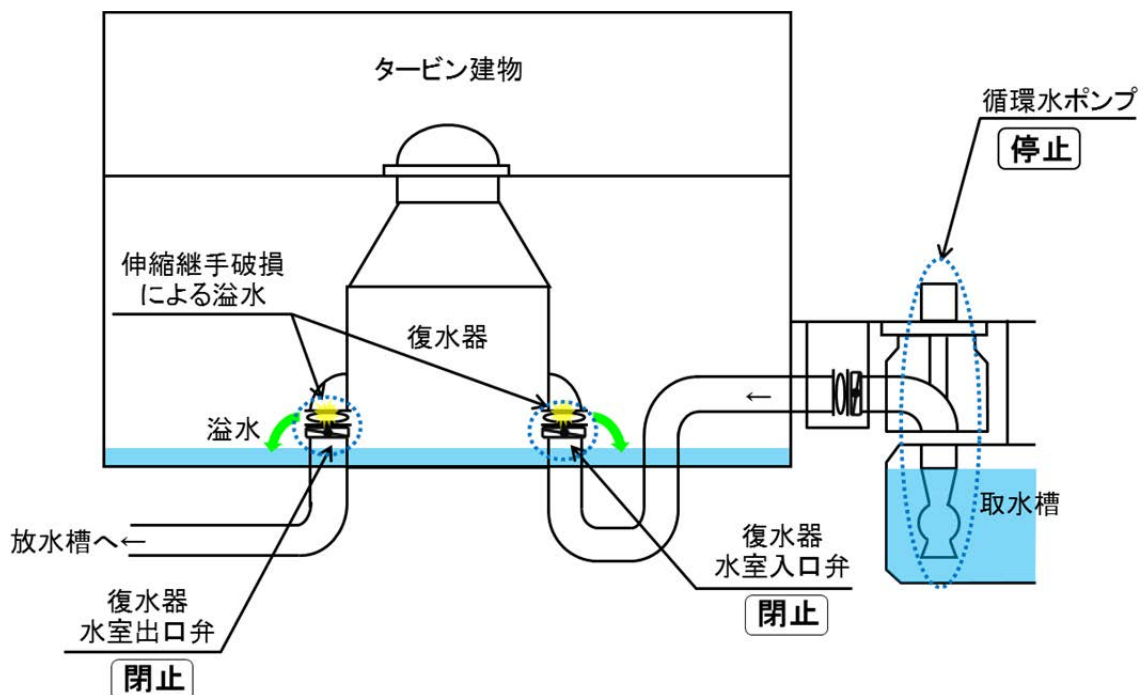 タービン建物
循環水ポンプ
停止
伸縮継手破損
による溢水
復水器
溢水
←
取水槽
放水槽へ←
復水器
水室入口弁
閉止
復水器
水室出口弁
閉止